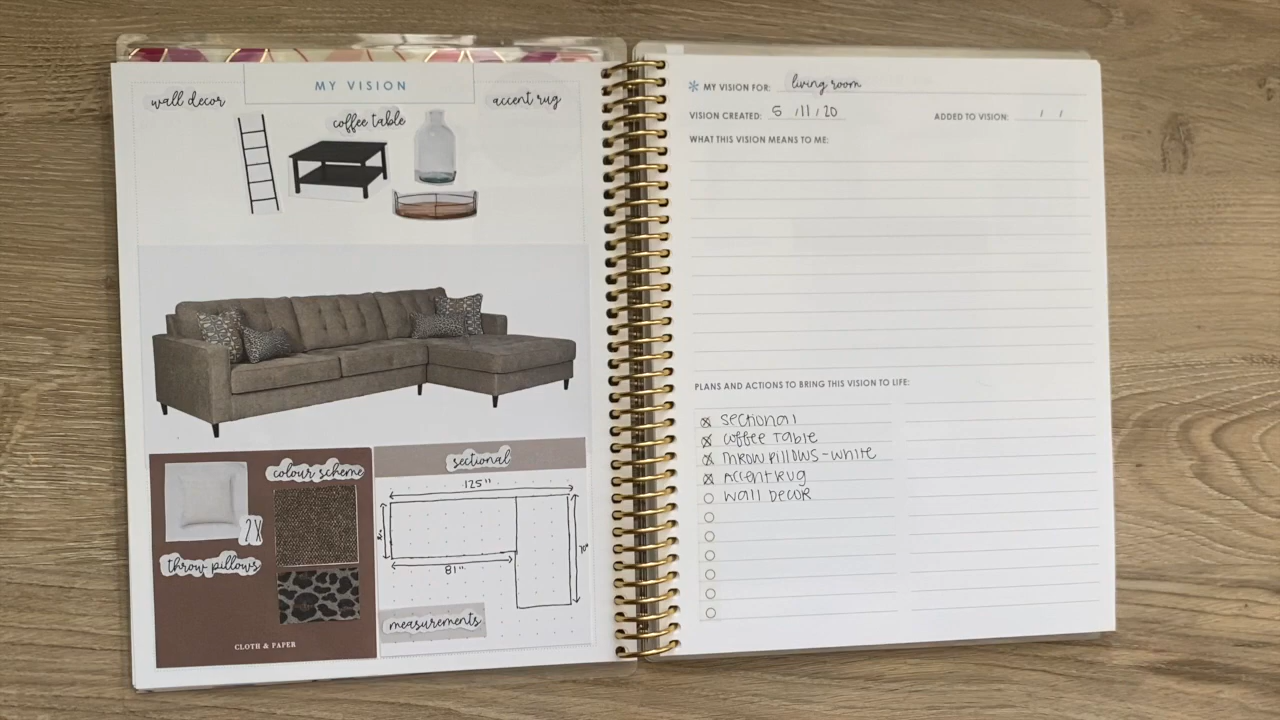 MY VISION
wall decor
coffee table
accent rug
colour scheme
2X
throw pillows
CLOTH & PAPER
sectional
125"
81"
70"
measurements
MY VISION FOR: living room
VISION CREATED: 5 / 11 / 20 ADDED TO VISION: / /
WHAT THIS VISION MEANS TO ME:
PLANS AND ACTIONS TO BRING THIS VISION TO LIFE:
sectional
coffee Table
Throw pillows - white
Accent Rug
wall DECOR